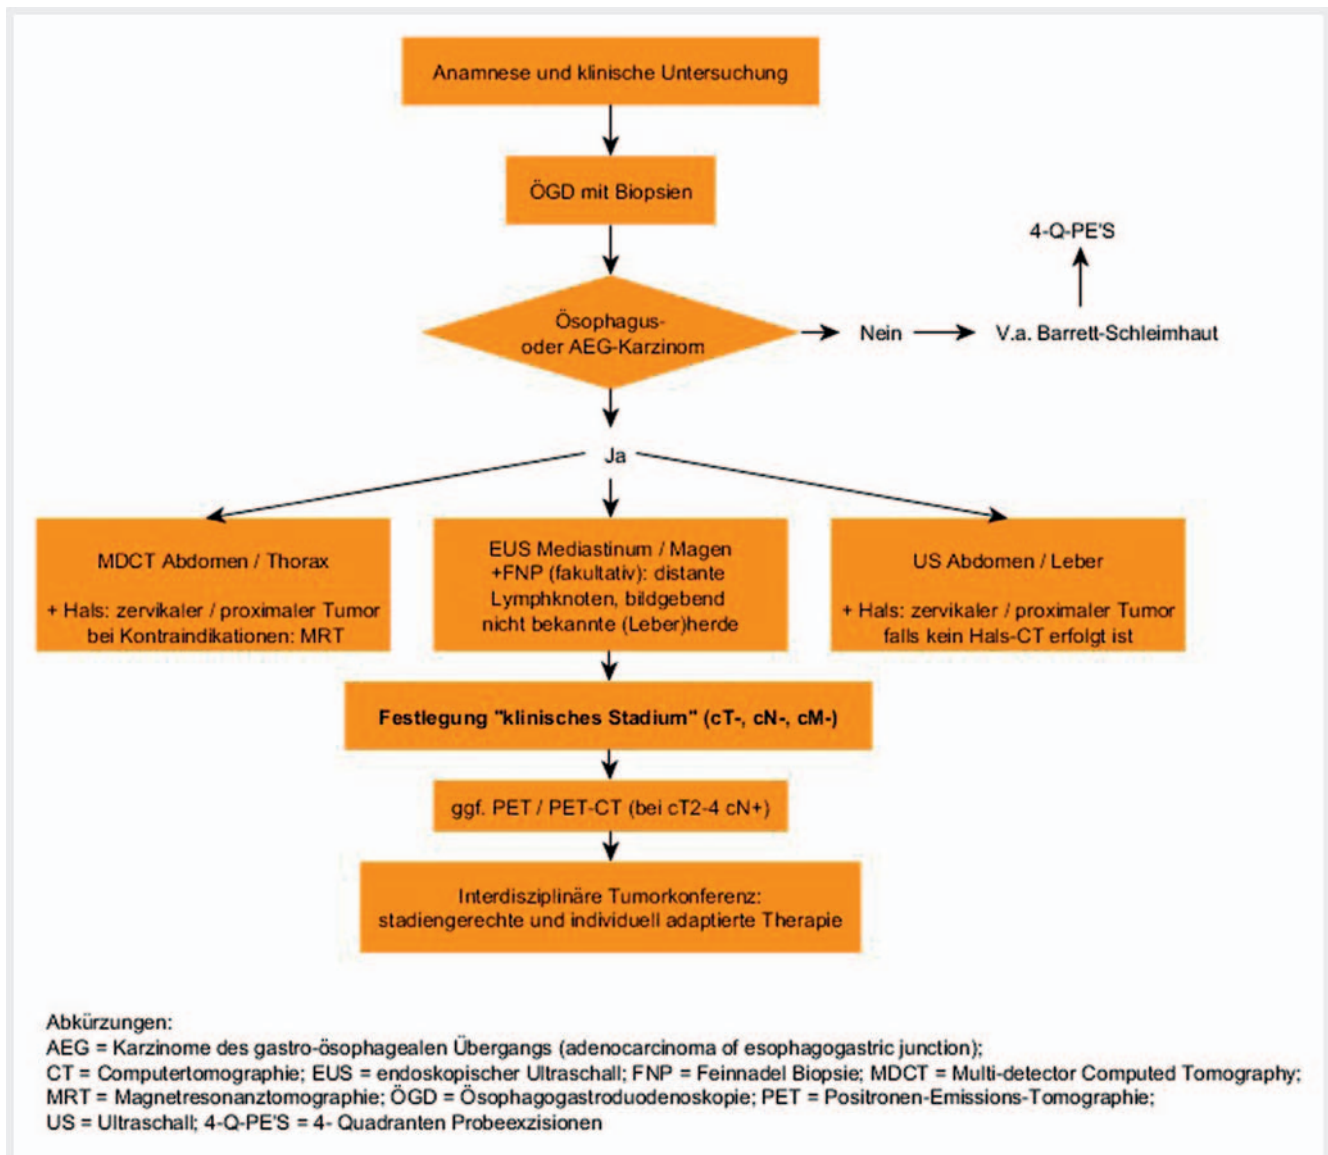 Anamnese und klinische Untersuchung
ÖGD mit Biopsien
4-Q-PE'S
Ösophagus-
oder AEG-Karzinom
Nein
V.a. Barrett-Schleimhaut
Ja
MDCT Abdomen / Thorax
+ Hals: zervikaler / proximaler Tumor
bei Kontraindikationen: MRT
EUS Mediastinum / Magen
+FNP (fakultativ): distante
Lymphknoten, bildgebend
nicht bekannte (Leber)herde
US Abdomen / Leber
+ Hals: zervikaler / proximaler Tumor
falls kein Hals-CT erfolgt ist
Festlegung "klinisches Stadium" (cT-, cN-, cM-)
ggf. PET / PET-CT (bei cT2-4 cN+)
Interdisziplinäre Tumorkonferenz:
stadiengerechte und individuell adaptierte Therapie
Abkürzungen:
AEG = Karzinome des gastro-ösophagealen Übergangs (adenocarcinoma of esophagogastric junction);
CT = Computertomographie; EUS = endoskopischer Ultraschall; FNP = Feinnadel Biopsie; MDCT = Multi-detector Computed Tomography;
MRT = Magnetresonanztomographie; ÖGD = Ösophagogastroduodenoskopie; PET = Positronen-Emissions-Tomographie;
US = Ultraschall; 4-Q-PE'S = 4- Quadranten Probeexzisionen